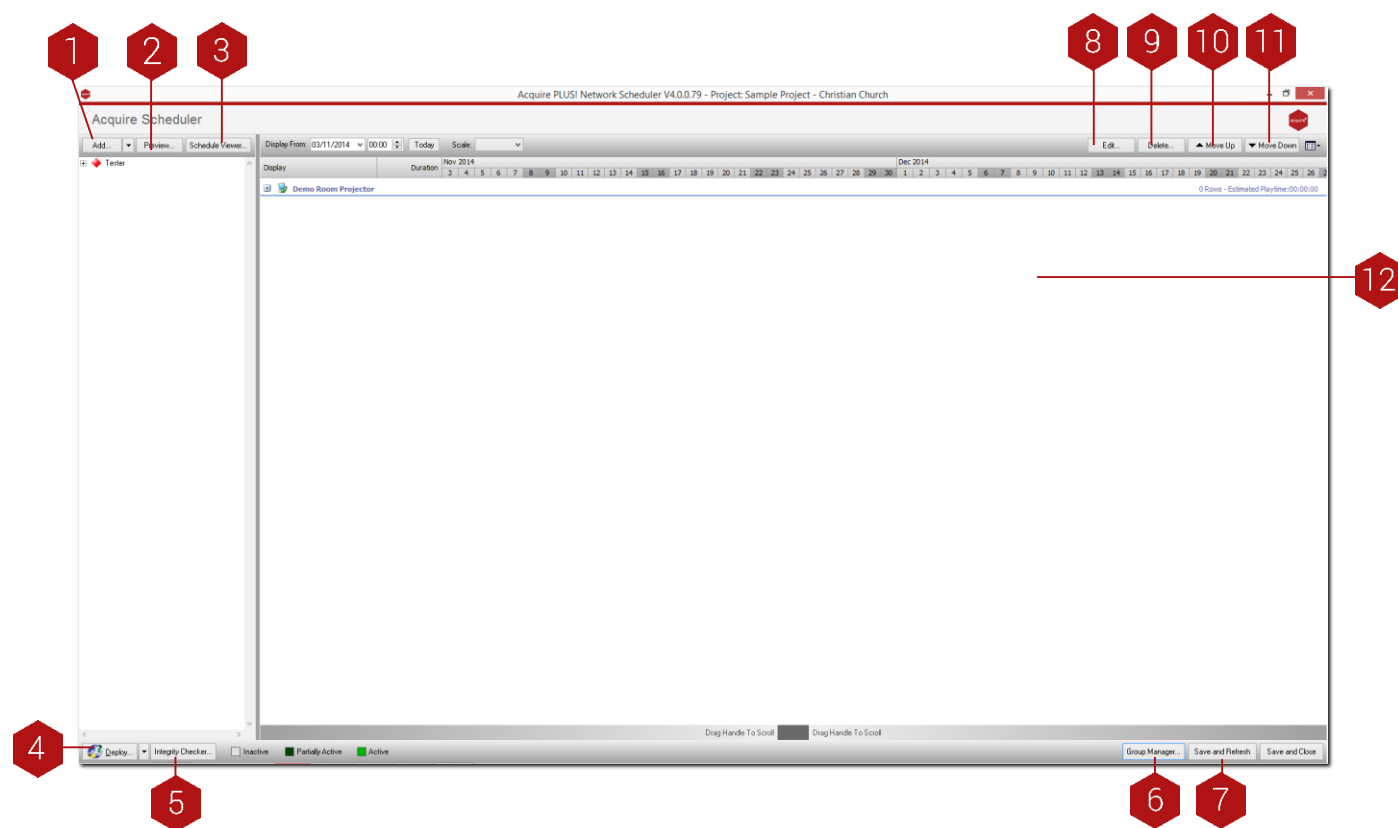 1 2 3 8 9 10 11
Acquire PLUS! Network Scheduler V4.0.0.79 - Project: Sample Project - Christian Church
Acquire Scheduler acquire
Add... Preview... Schedule Viewer... Display From: 03/11/2014 00:00 Today Scale: Edit... Delete... Move Up Move Down
Tester
Display Duration Nov 2014 Dec 2014
3 4 5 6 7 8 9 10 11 12 13 14 15 16 17 18 19 20 21 22 23 24 25 26 27 28 29 30 1 2 3 4 5 6 7 8 9 10 11 12 13 14 15 16 17 18 19 20 21 22 23 24 25 26 2
Demo Room Projector 0 Rows - Estimated Playtime:00:00:00
12
Drag Handle To Scroll Drag Handle To Scroll
4 Deploy... Integrity Checker... Inactive Partially Active Active Group Manager... Save and Refresh Save and Close
5 6 7